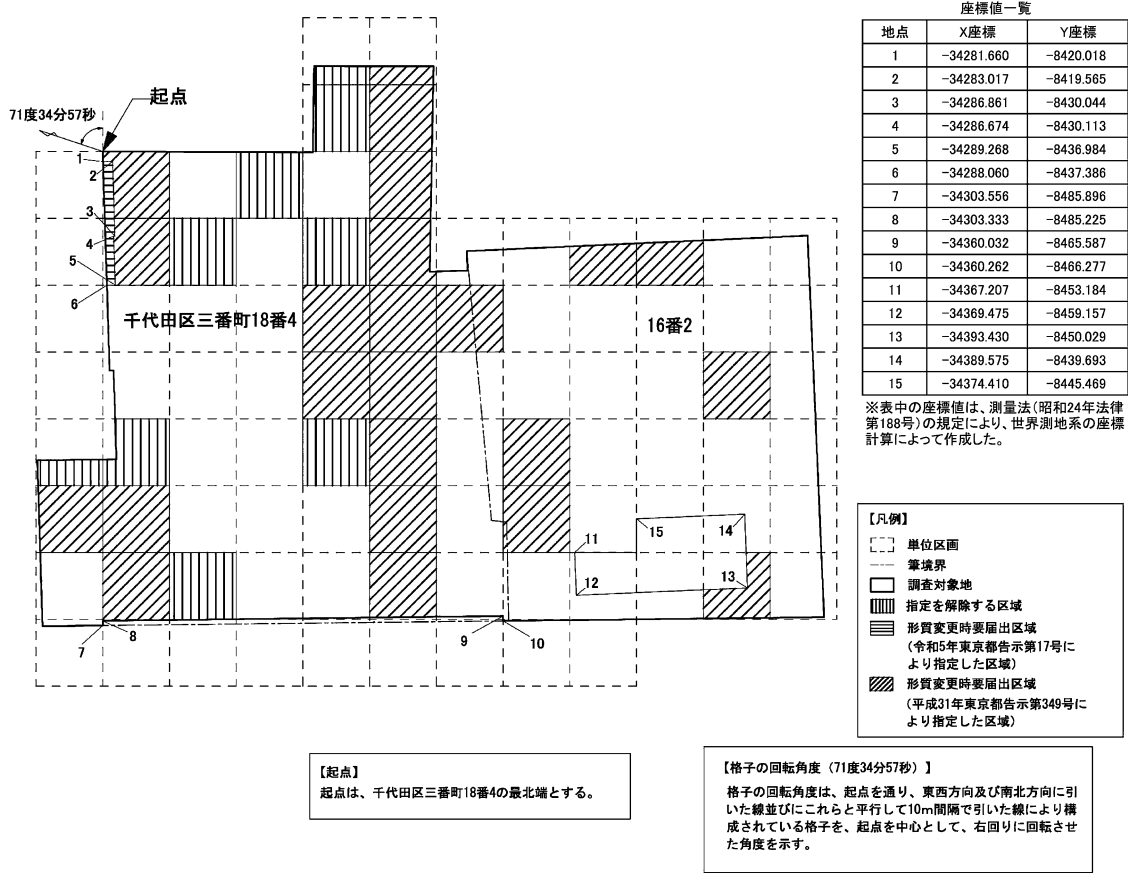 座標値一覧
地点 X座標 Y座標
1 -34281.660 -8420.018
2 -34283.017 -8419.565
3 -34286.861 -8430.044
4 -34286.674 -8430.113
5 -34289.268 -8436.984
6 -34288.060 -8437.386
7 -34303.556 -8485.896
8 -34303.333 -8485.225
9 -34360.032 -8465.587
10 -34360.262 -8466.277
11 -34367.207 -8453.184
12 -34369.475 -8459.157
13 -34393.430 -8450.029
14 -34389.575 -8439.693
15 -34374.410 -8445.469
※表中の座標値は、測量法(昭和24年法律
第188号)の規定により、世界測地系の座標
計算によって作成した。
71度34分57秒
起点
1
2
3
4
5
6
千代田区三番町18番4
16番2
15
14
11
12
13
7
8
9
10
【凡例】
単位区画
筆境界
調査対象地
指定を解除する区域
形質変更時要届出区域
(令和5年東京都告示第17号に
より指定した区域)
形質変更時要届出区域
(平成31年東京都告示第349号に
より指定した区域)
【起点】
起点は、千代田区三番町18番4の最北端とする。
【格子の回転角度(71度34分57秒)】
格子の回転角度は、起点を通り、東西方向及び南北方向に引
いた線並びにこれらと平行して10m間隔で引いた線により構
成されている格子を、起点を中心として、右回りに回転させ
た角度を示す。